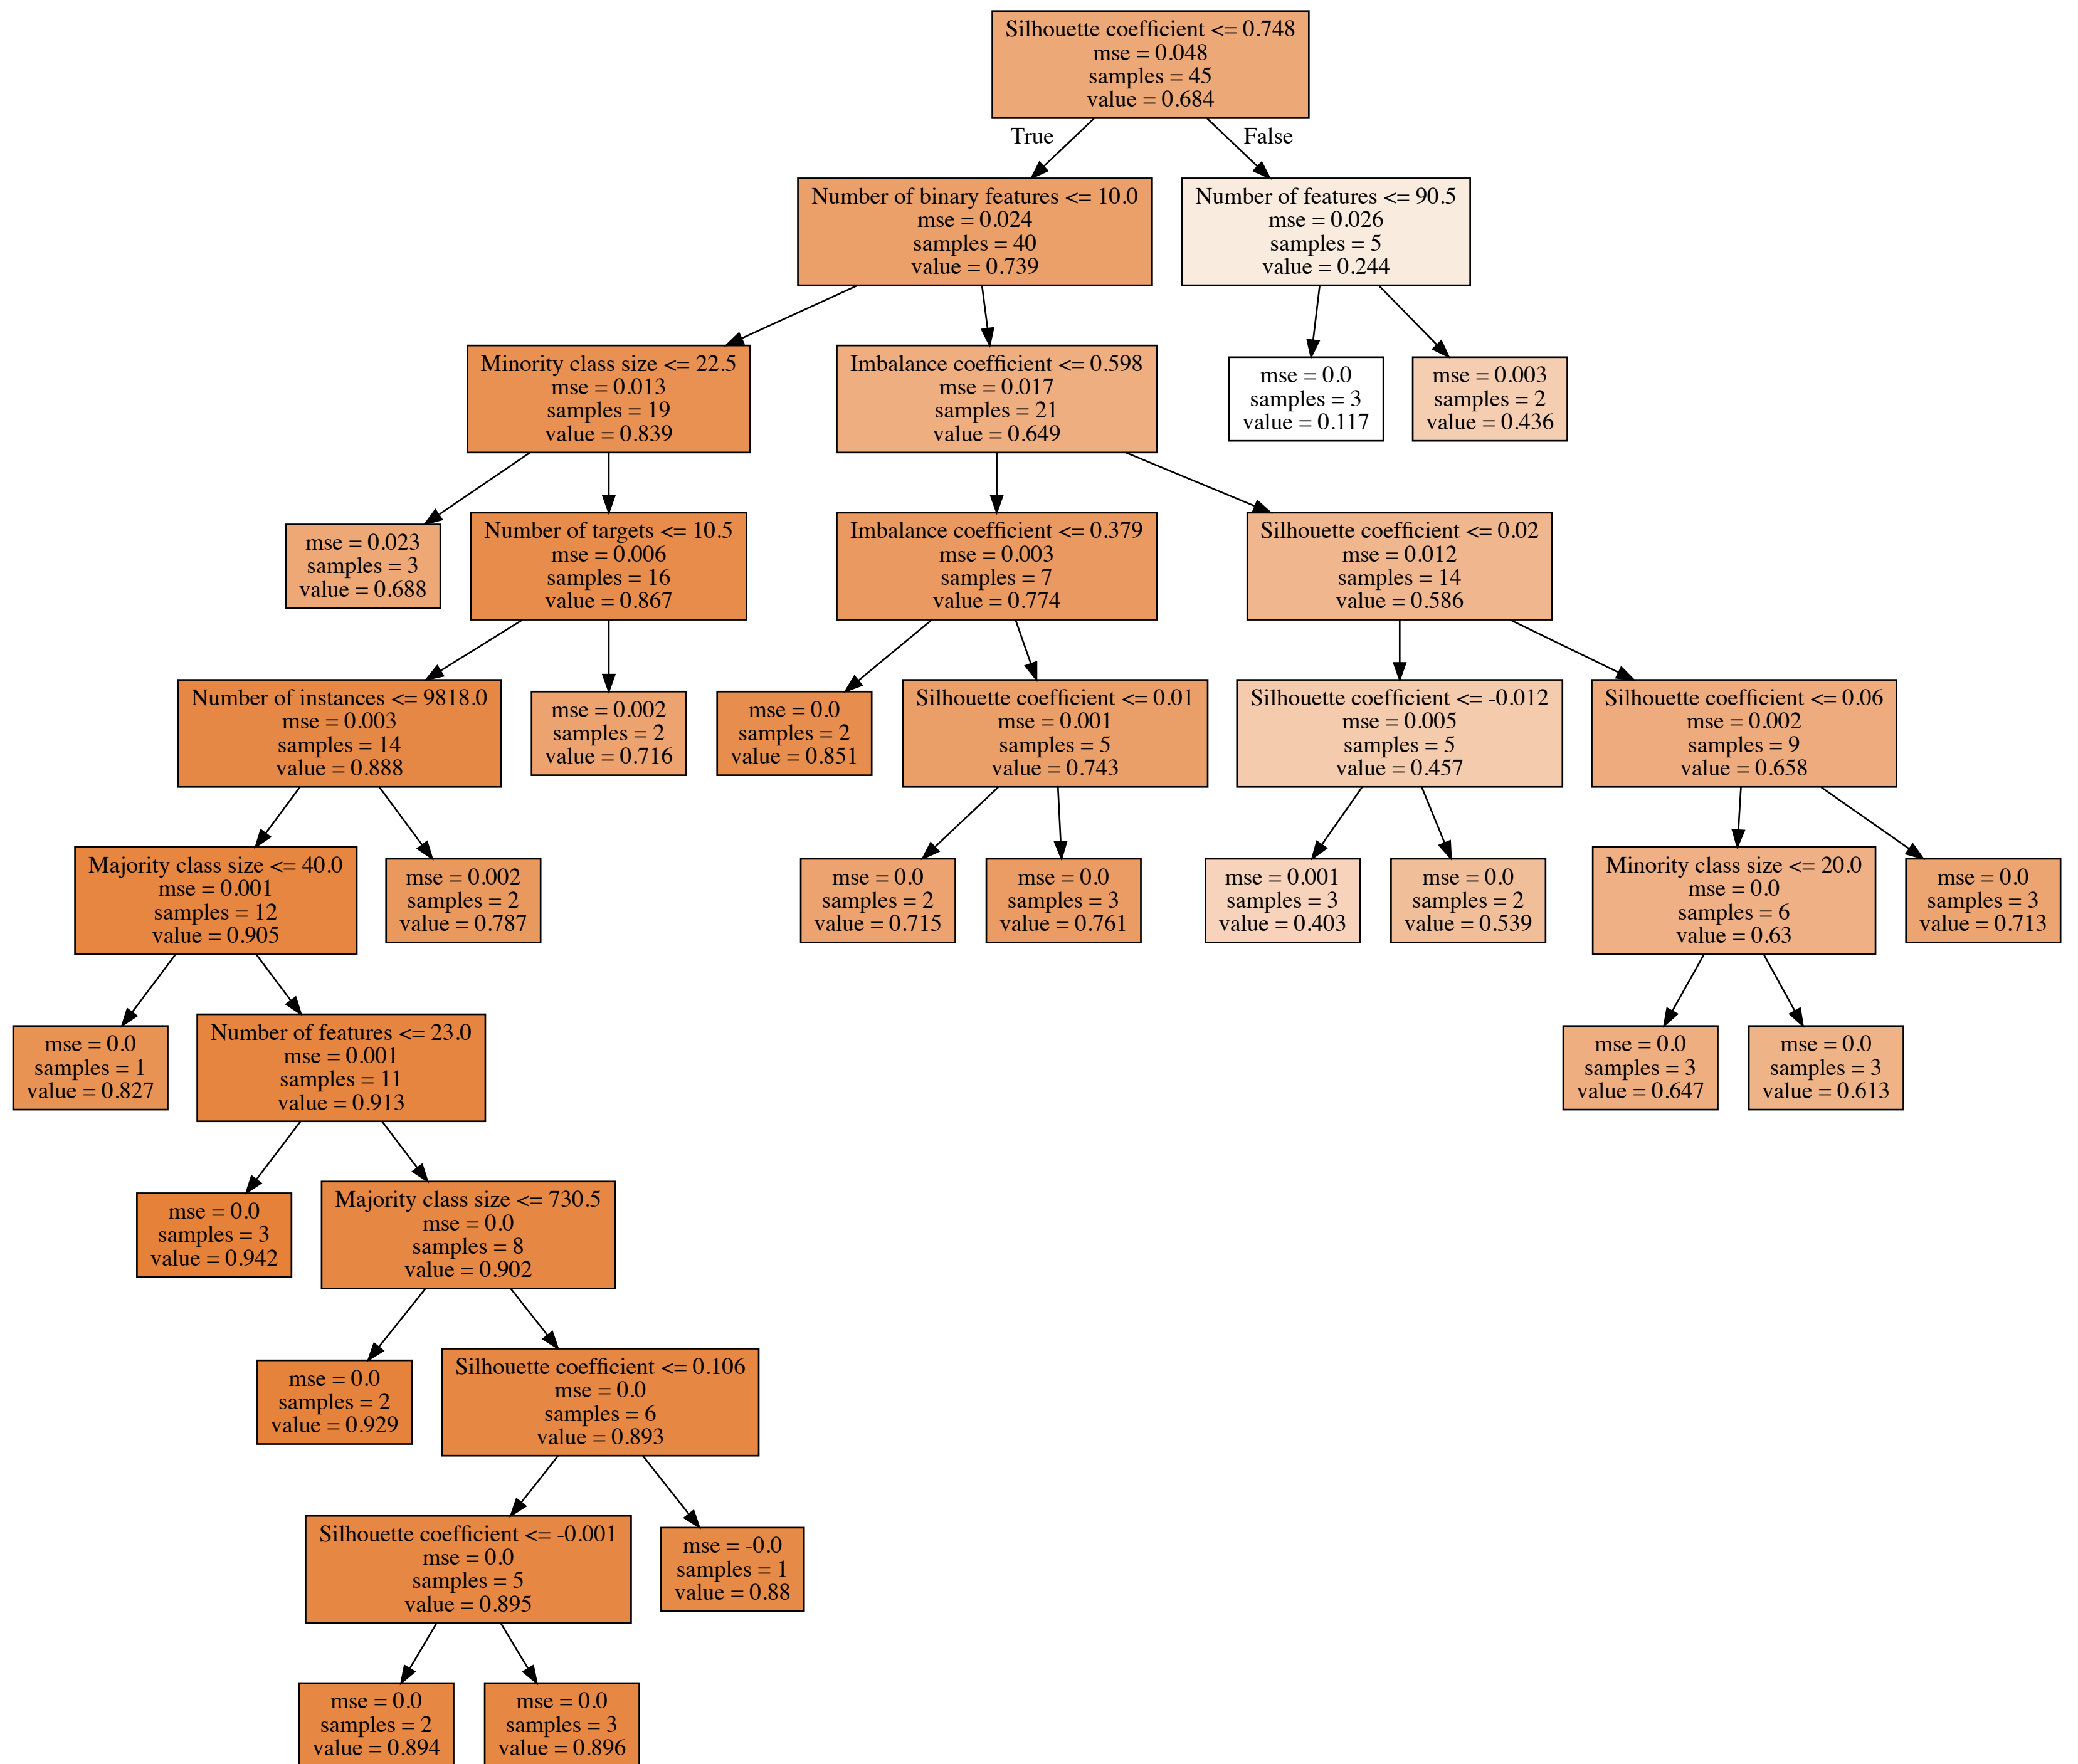 Silhouette coefficient <= 0.748
mse = 0.048
samples = 45
value = 0.684
True
False
Number of binary features <= 10.0
mse = 0.024
samples = 40
value = 0.739
Number of features <= 90.5
mse = 0.026
samples = 5
value = 0.244
Minority class size <= 22.5
mse = 0.013
samples = 19
value = 0.839
Imbalance coefficient <= 0.598
mse = 0.017
samples = 21
value = 0.649
mse = 0.0
samples = 3
value = 0.117
mse = 0.003
samples = 2
value = 0.436
mse = 0.023
samples = 3
value = 0.688
Number of targets <= 10.5
mse = 0.006
samples = 16
value = 0.867
Imbalance coefficient <= 0.379
mse = 0.003
samples = 7
value = 0.774
Silhouette coefficient <= 0.02
mse = 0.012
samples = 14
value = 0.586
Number of instances <= 9818.0
mse = 0.003
samples = 14
value = 0.888
mse = 0.002
samples = 2
value = 0.716
mse = 0.0
samples = 2
value = 0.851
Silhouette coefficient <= 0.01
mse = 0.001
samples = 5
value = 0.743
Silhouette coefficient <= -0.012
mse = 0.005
samples = 5
value = 0.457
Silhouette coefficient <= 0.06
mse = 0.002
samples = 9
value = 0.658
Majority class size <= 40.0
mse = 0.001
samples = 12
value = 0.905
mse = 0.002
samples = 2
value = 0.787
mse = 0.0
samples = 2
value = 0.715
mse = 0.0
samples = 3
value = 0.761
mse = 0.001
samples = 3
value = 0.403
mse = 0.0
samples = 2
value = 0.539
Minority class size <= 20.0
mse = 0.0
samples = 6
value = 0.63
mse = 0.0
samples = 3
value = 0.713
mse = 0.0
samples = 1
value = 0.827
Number of features <= 23.0
mse = 0.001
samples = 11
value = 0.913
mse = 0.0
samples = 3
value = 0.647
mse = 0.0
samples = 3
value = 0.613
mse = 0.0
samples = 3
value = 0.942
Majority class size <= 730.5
mse = 0.0
samples = 8
value = 0.902
mse = 0.0
samples = 2
value = 0.929
Silhouette coefficient <= 0.106
mse = 0.0
samples = 6
value = 0.893
Silhouette coefficient <= -0.001
mse = 0.0
samples = 5
value = 0.895
mse = -0.0
samples = 1
value = 0.88
mse = 0.0
samples = 2
value = 0.894
mse = 0.0
samples = 3
value = 0.896